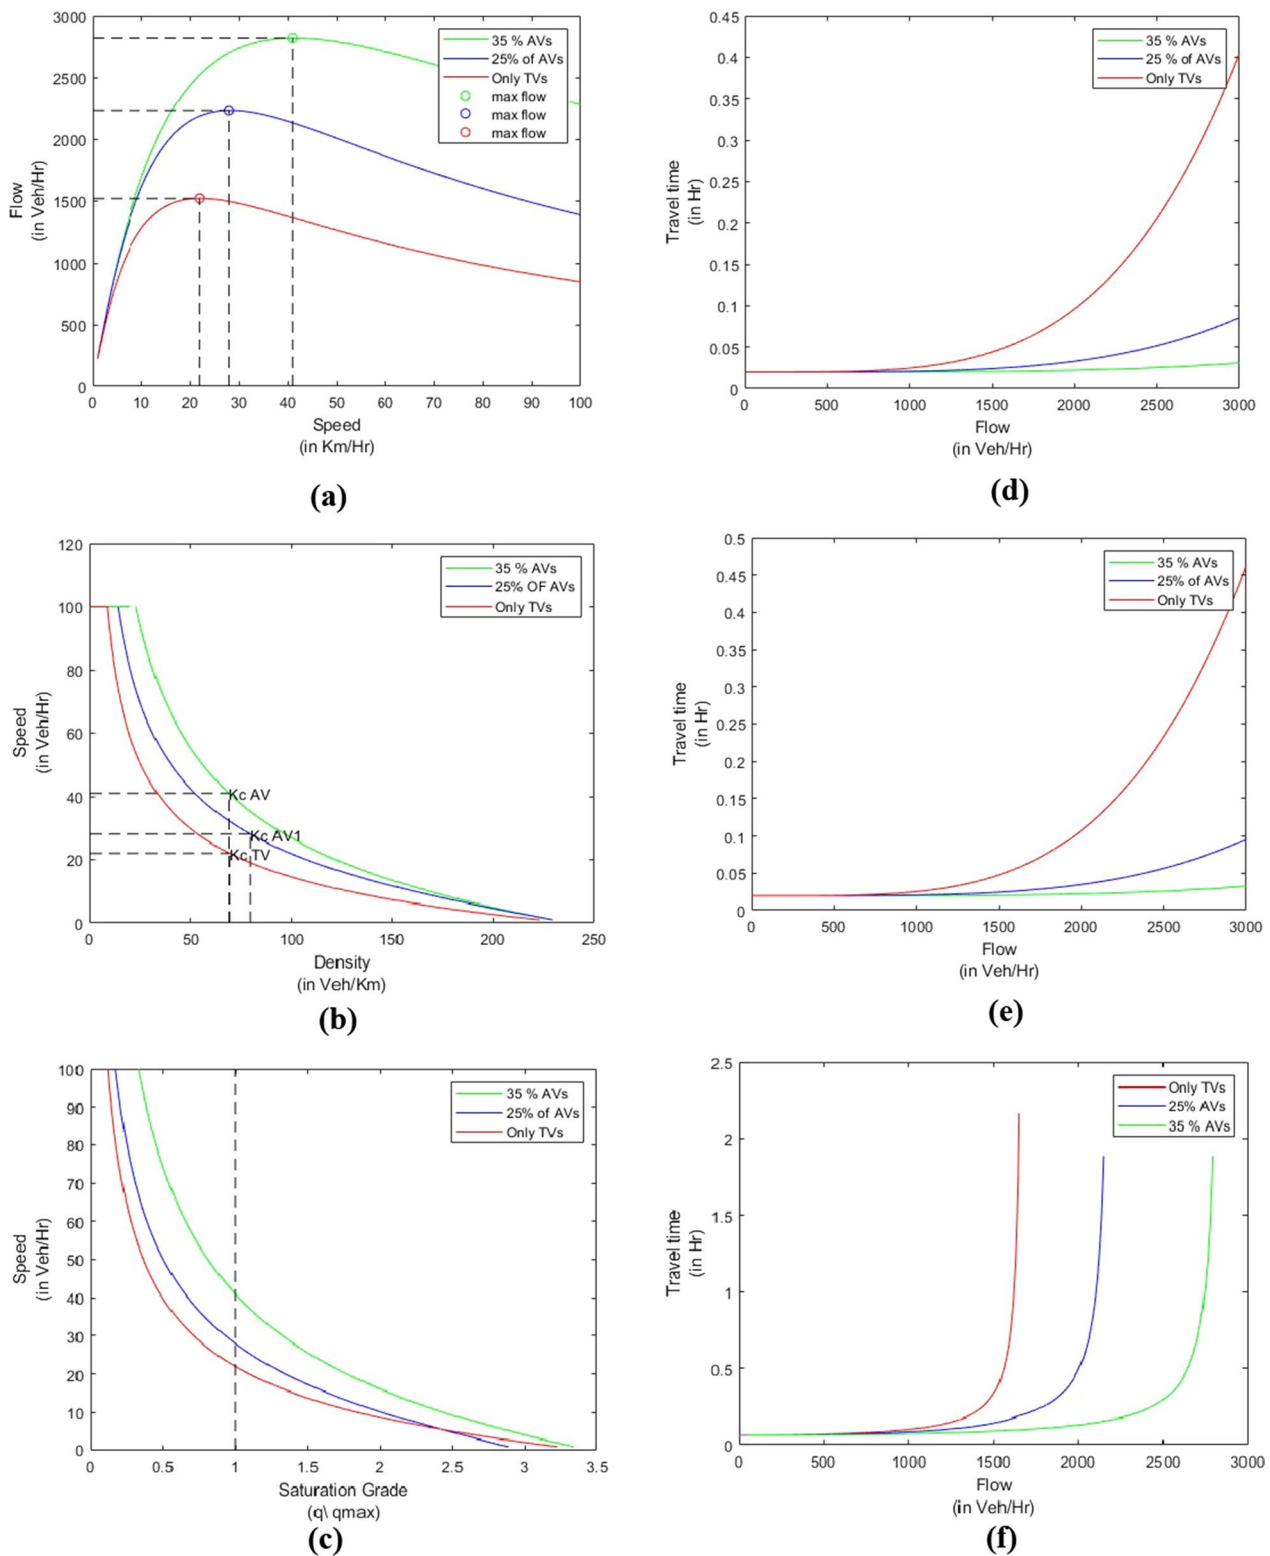 3000
2500
2000
1500
1000
500
0
Flow
(in Veh/Hr)
35 % AVs
25% of AVs
Only TVs
max flow
max flow
max flow
0 10 20 30 40 50 60 70 80 90 100
Speed
(in Km/Hr)
(a)
0.45
0.4
0.35
0.3
0.25
0.2
0.15
0.1
0.05
0
Travel time
(in Hr)
35 % AVs
25 % of AVs
Only TVs
0 500 1000 1500 2000 2500 3000
Flow
(in Veh/Hr)
(d)
120
100
80
60
40
20
0
Speed
(in Veh/Hr)
35 % AVs
25% OF AVs
Only TVs
Kc AV
Kc AV1
Kc TV
0 50 100 150 200 250
Density
(in Veh/Km)
(b)
0.5
0.45
0.4
0.35
0.3
0.25
0.2
0.15
0.1
0.05
0
Travel time
(in Hr)
35 % AVs
25% of AVs
Only TVs
0 500 1000 1500 2000 2500 3000
Flow
(in Veh/Hr)
(e)
100
90
80
70
60
50
40
30
20
10
0
Speed
(in Veh/Hr)
35 % AVs
25% of AVs
Only TVs
0 0.5 1 1.5 2 2.5 3 3.5
Saturation Grade
(q\ qmax)
(c)
2.5
2
1.5
1
0.5
0
Travel time
(in Hr)
Only TVs
25% AVs
35 % AVs
0 500 1000 1500 2000 2500 3000
Flow
(in Veh/Hr)
(f)